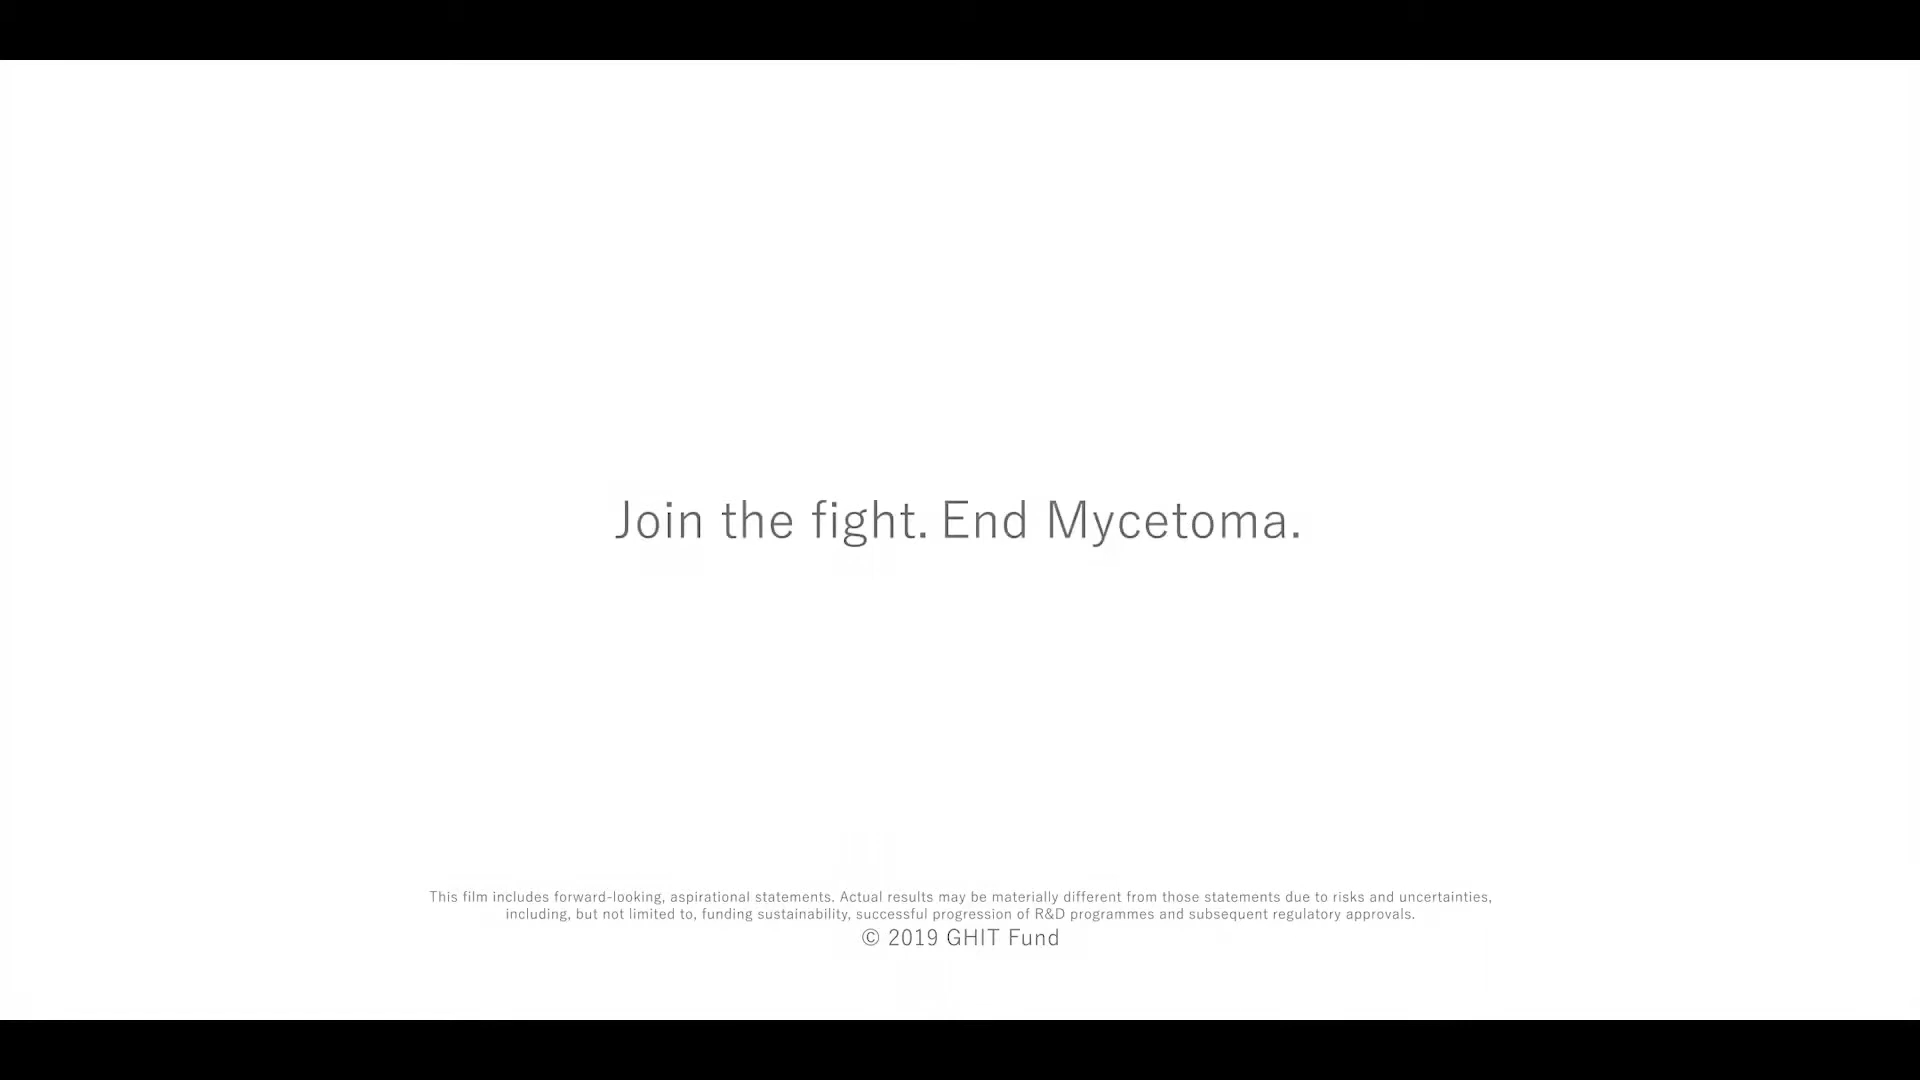 Join the fight. End Mycetoma.
This film includes forward-looking, aspirational statements. Actual results may be materially different from those statements due to risks and uncertainties,
including, but not limited to, funding sustainability, successful progression of R&D programmes and subsequent regulatory approvals.
© 2019 GHIT Fund